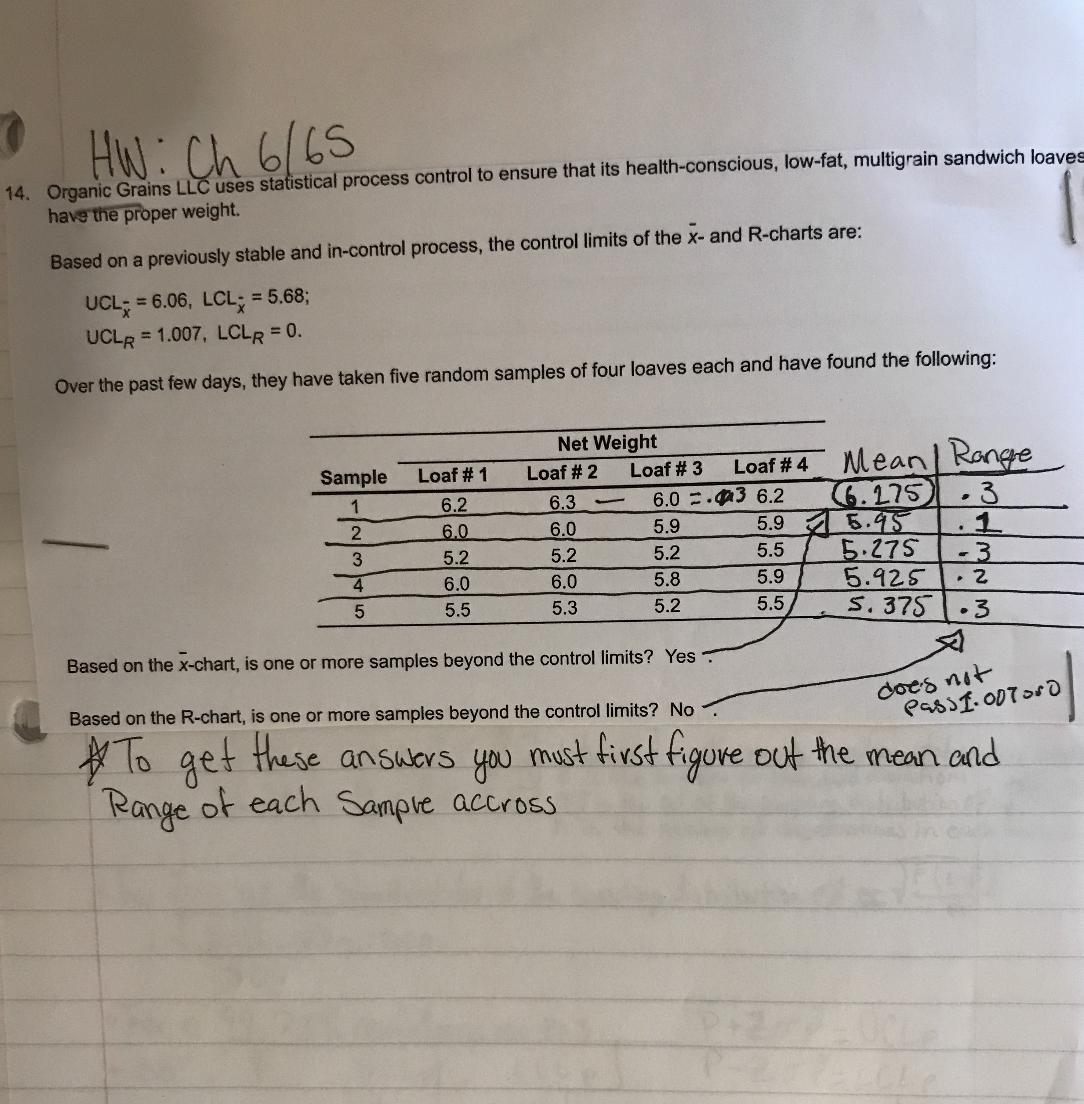 HW: Ch 6/6S
14. Organic Grains LLC uses statistical process control to ensure that its health-conscious, low-fat, multigrain sandwich loaves
have the proper weight.
Based on a previously stable and in-control process, the control limits of the x̄- and R-charts are:
UCLx̄ = 6.06, LCLx̄ = 5.68;
UCLR = 1.007, LCLR = 0.
Over the past few days, they have taken five random samples of four loaves each and have found the following:
Net Weight
Sample Loaf # 1 Loaf # 2 Loaf # 3 Loaf # 4 Mean Range
1 6.2 6.3 — 6.0 = .3 6.2 6.175 .3
2 6.0 6.0 5.9 5.9 5.95 .1
3 5.2 5.2 5.2 5.5 5.275 .3
4 6.0 6.0 5.8 5.9 5.925 .2
5 5.5 5.3 5.2 5.5 5.375 .3
Based on the x̄-chart, is one or more samples beyond the control limits? Yes .
does not
pass 1.007 or 0
Based on the R-chart, is one or more samples beyond the control limits? No .
To get these answers you must first figure out the mean and
Range of each Sample accross